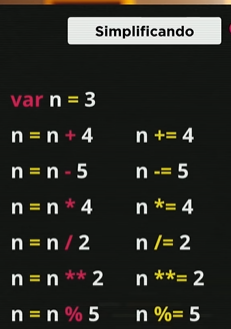 Simplificando
var n = 3
n = n + 4 n += 4
n = n - 5 n -= 5
n = n * 4 n *= 4
n = n / 2 n /= 2
n = n ** 2 n **= 2
n = n % 5 n %= 5